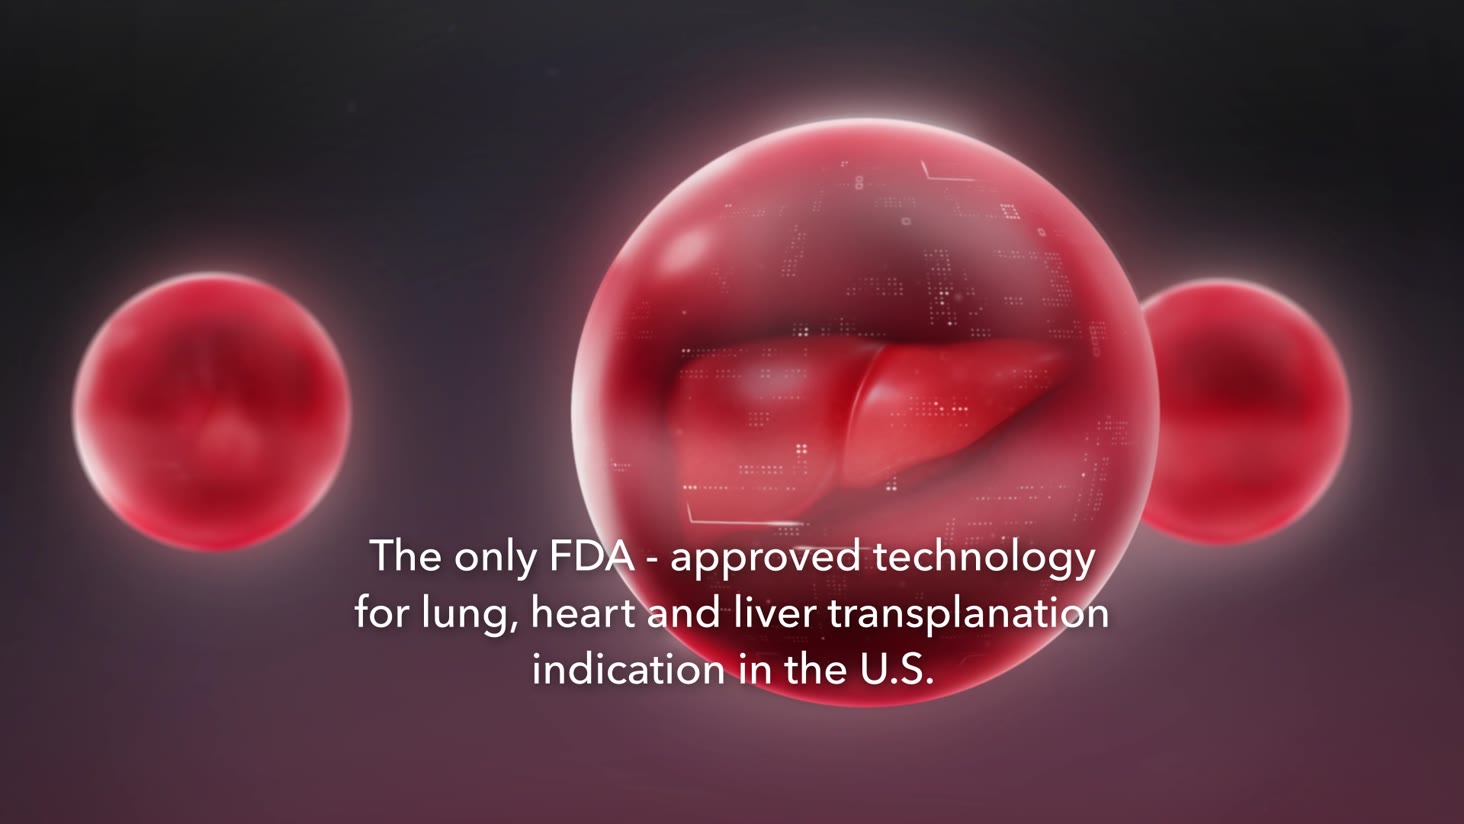 The only FDA - approved technology
for lung, heart and liver transplanation
indication in the U.S.